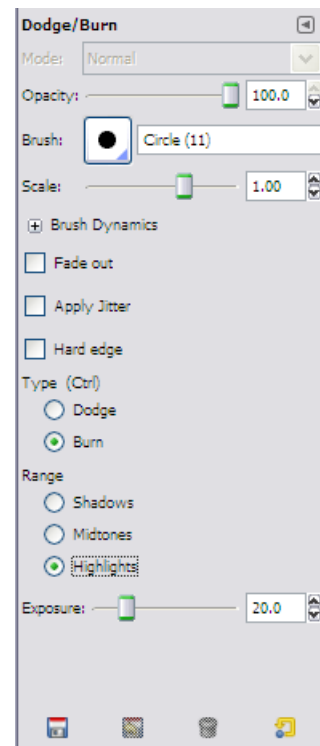 Dodge/Burn
Mode: Normal
Opacity: 100.0
Brush: Circle (11)
Scale: 1.00
Brush Dynamics
Fade out
Apply Jitter
Hard edge
Type (Ctrl)
Dodge
Burn
Range
Shadows
Midtones
Highlights
Exposure: 20.0